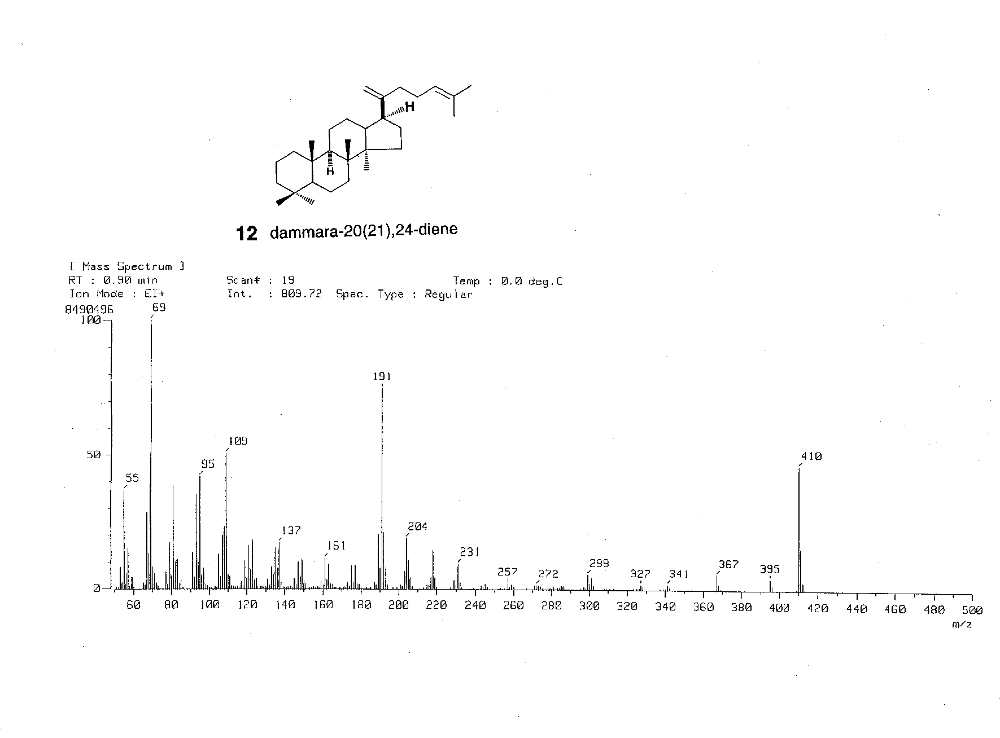 H
H
12 dammara-20(21),24-diene
[ Mass Spectrum ]
RT : 0.90 min Scan# : 19 Temp : 0.0 deg.C
Ion Mode : EI+ Int. : 809.72 Spec. Type : Regular
8490496
69
100
191
109
50
410
95
55
137
204
161
231
257
272
299
327
341
367
395
0
60 80 100 120 140 160 180 200 220 240 260 280 300 320 340 360 380 400 420 440 460 480 500
m/z